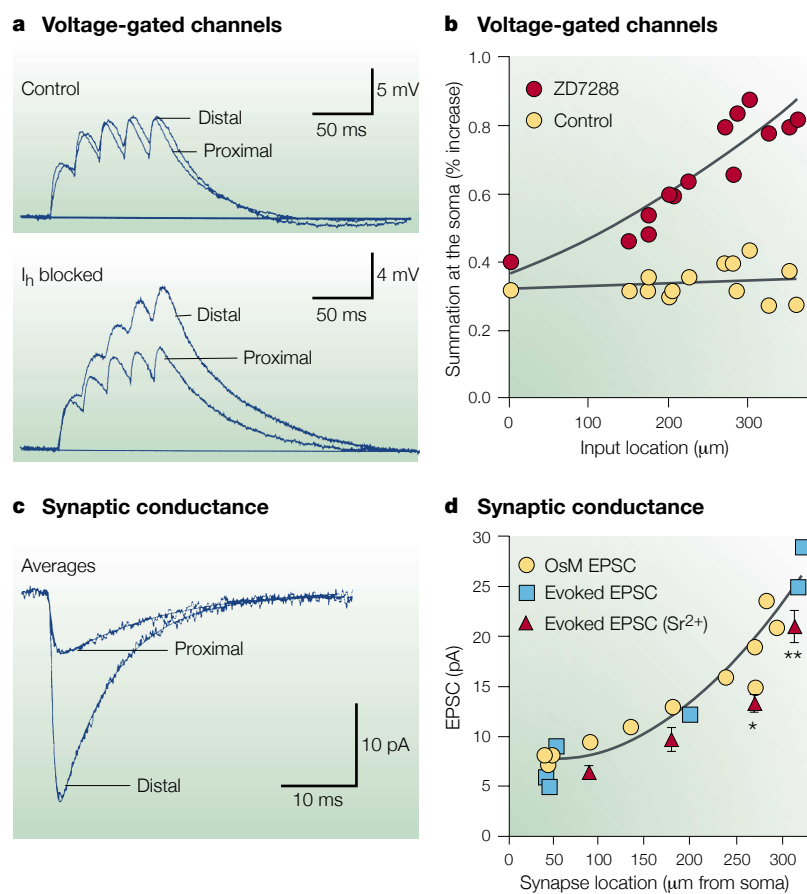 a Voltage-gated channels
Control
5 mV
50 ms
Distal
Proximal
I_h blocked
4 mV
50 ms
Distal
Proximal
b Voltage-gated channels
Summation at the soma (% increase)
1.0
0.8
0.6
0.4
0.2
0.0
ZD7288
Control
0 100 200 300
Input location (μm)
c Synaptic conductance
Averages
Proximal
Distal
10 pA
10 ms
d Synaptic conductance
EPSC (pA)
30
25
20
15
10
5
0
OsM EPSC
Evoked EPSC
Evoked EPSC (Sr²⁺)
**
*
0 50 100 150 200 250 300
Synapse location (μm from soma)